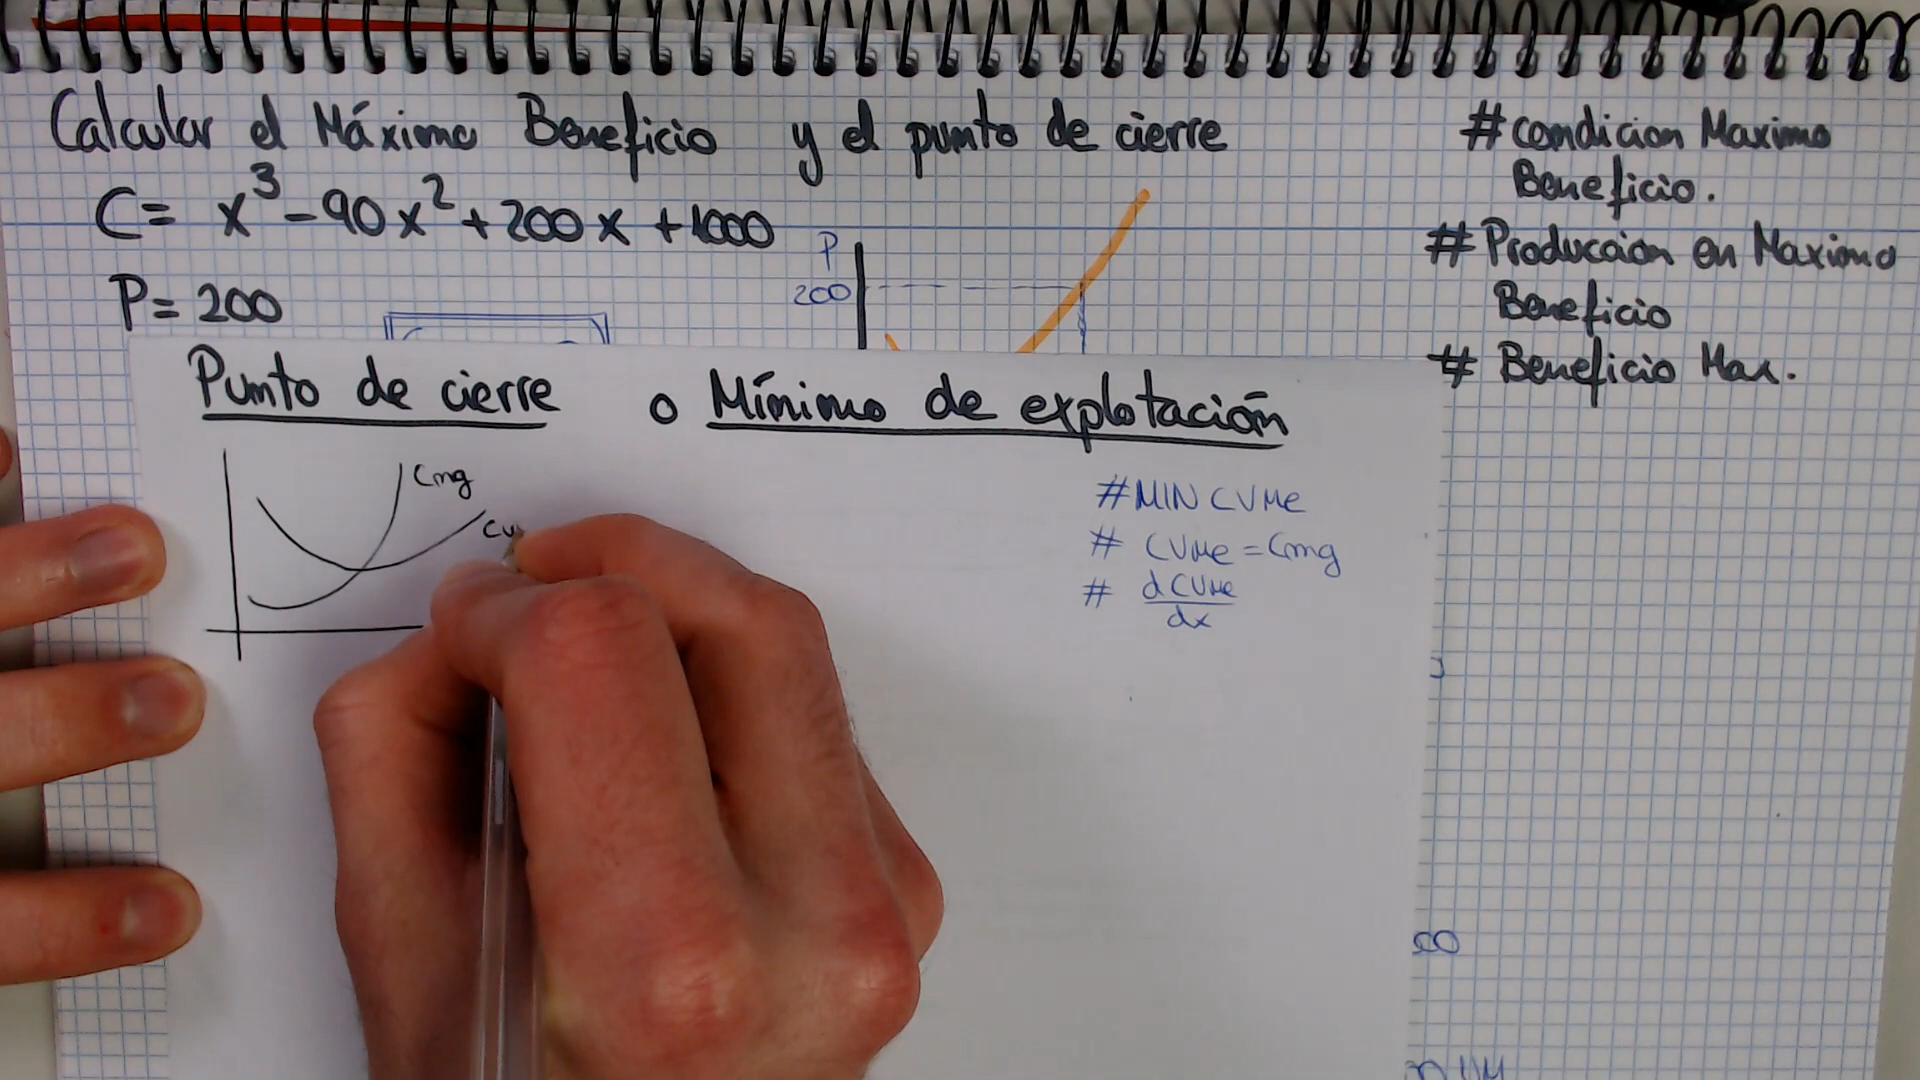 Calcular el Máximo Beneficio y el punto de cierre
C= x³-90x²+200x+1000
P= 200
P
200
#condicion Maximo
Beneficio.
# Produccion en Maximo
Beneficio
# Beneficio Max.
Punto de cierre o Mínimo de explotación
Cmg
CV
#MIN CVMe
# CVMe=Cmg
# dCVMe
dx